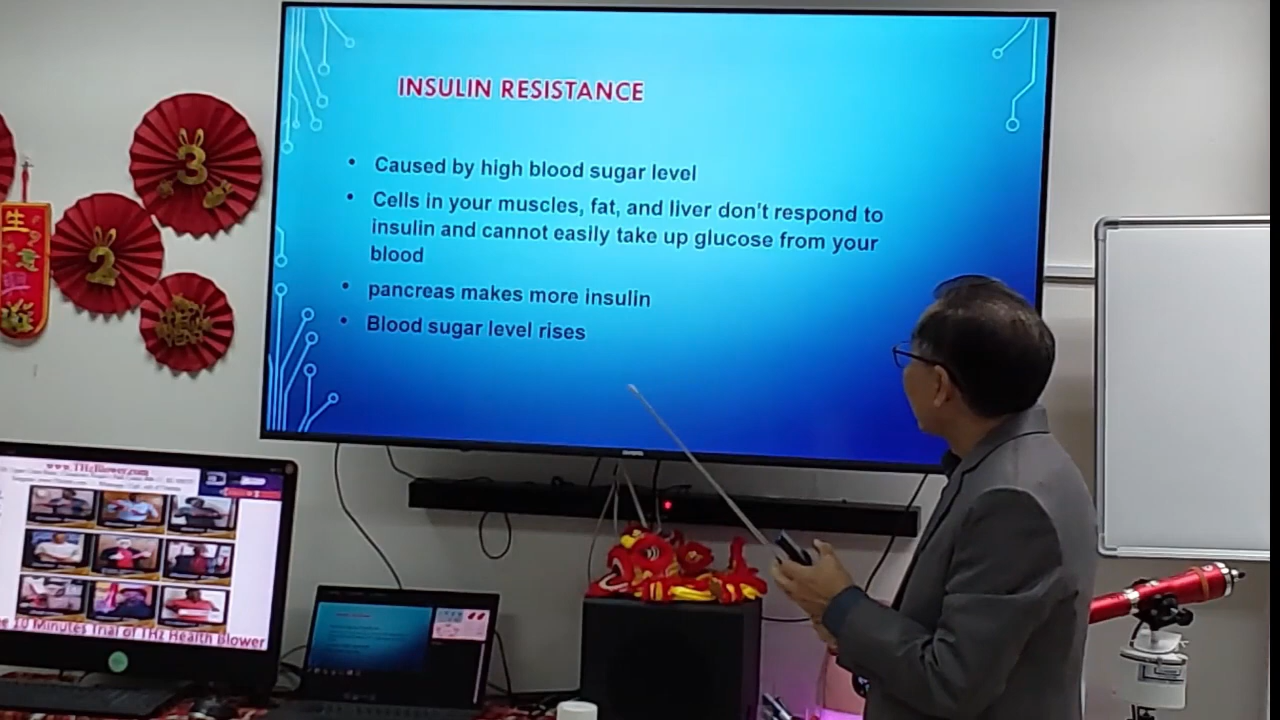 INSULIN RESISTANCE
• Caused by high blood sugar level
• Cells in your muscles, fat, and liver don't respond to
insulin and cannot easily take up glucose from your
blood
• pancreas makes more insulin
• Blood sugar level rises
3
2
生
www.THzBlower.com
10 Minutes Trial of THz Health Blower